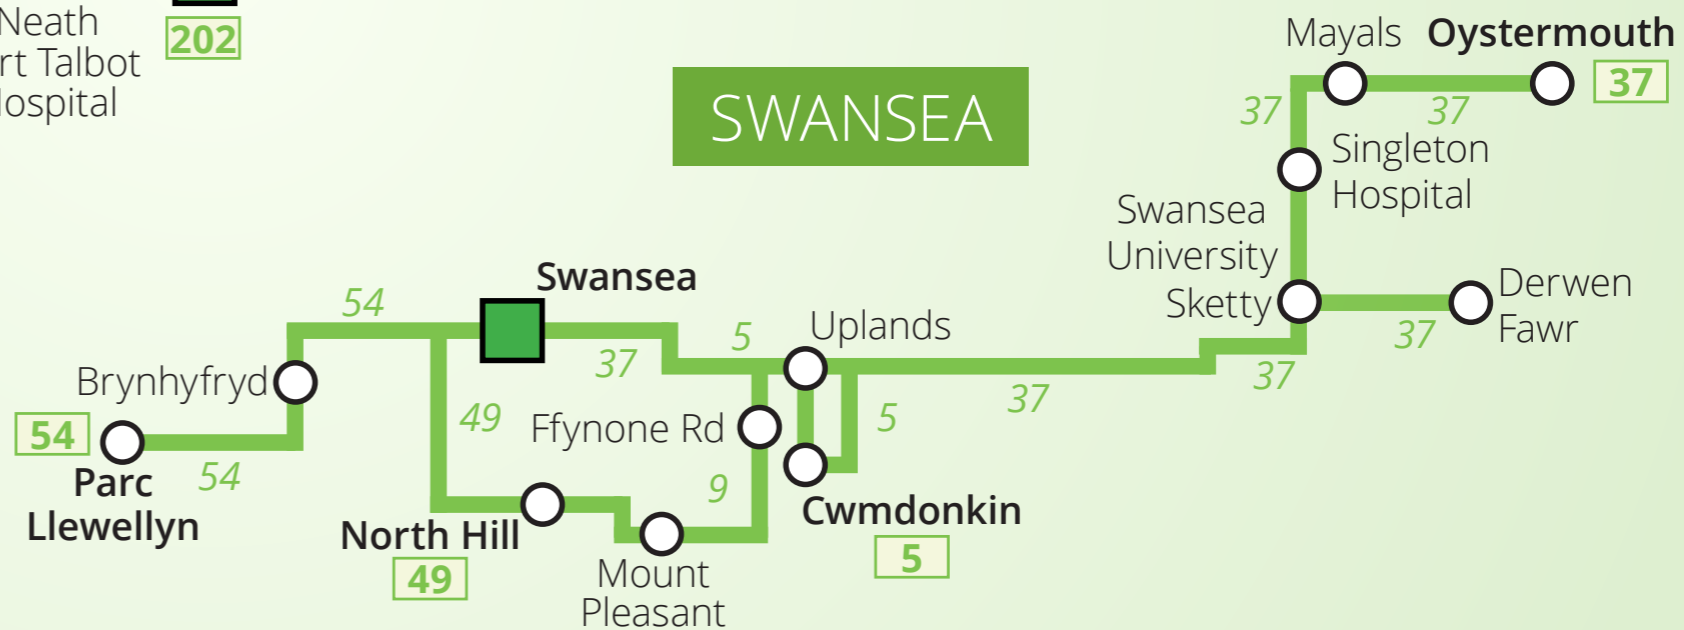 Neath
202
rt Talbot
ospital
SWANSEA
Mayals
Oystermouth
37
37
37
Singleton
Hospital
Swansea
University
Sketty
Derwen
Fawr
37
37
37
Swansea
54
37
5
Uplands
Brynhyfryd
54
Parc
Llewellyn
54
49
Ffynone Rd
5
9
North Hill
49
Mount
Pleasant
Cwmdonkin
5